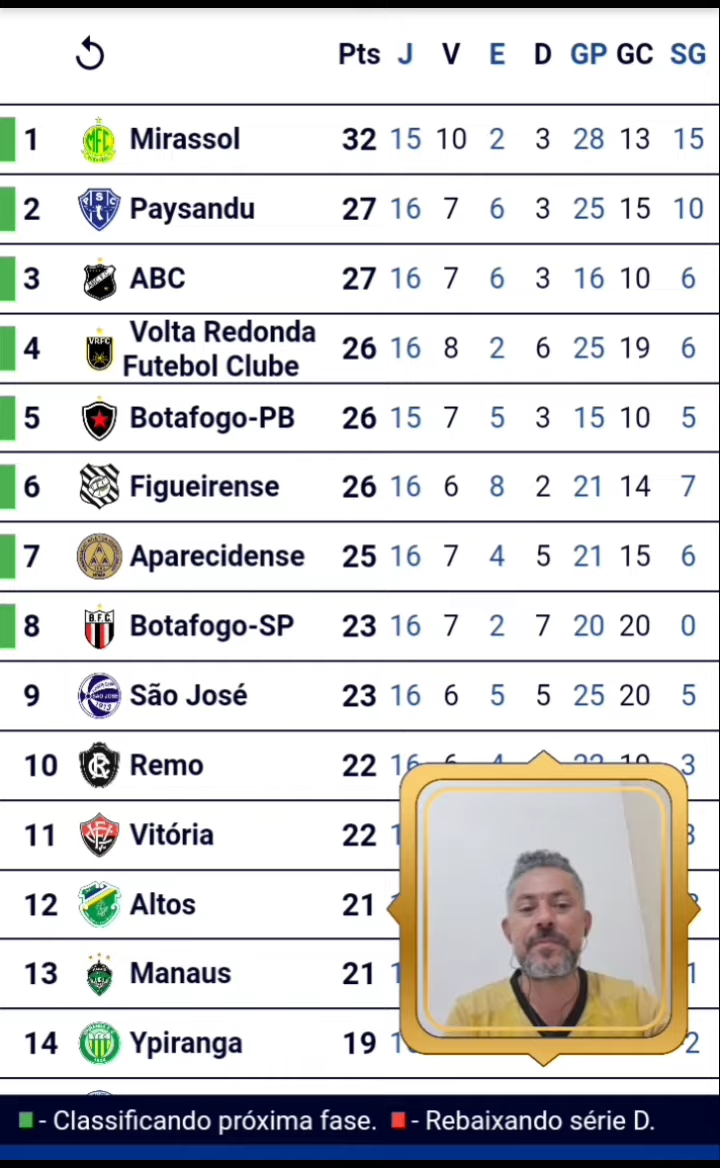 Pts J V E D GP GC SG
1 Mirassol 32 15 10 2 3 28 13 15
2 Paysandu 27 16 7 6 3 25 15 10
3 ABC 27 16 7 6 3 16 10 6
4 Volta Redonda
Futebol Clube 26 16 8 2 6 25 19 6
5 Botafogo-PB 26 15 7 5 3 15 10 5
6 Figueirense 26 16 6 8 2 21 14 7
7 Aparecidense 25 16 7 4 5 21 15 6
8 Botafogo-SP 23 16 7 2 7 20 20 0
9 São José 23 16 6 5 5 25 20 5
10 Remo 22 16 3
11 Vitória 22
12 Altos 21
13 Manaus 21
14 Ypiranga 19
- Classificando próxima fase. - Rebaixando série D.